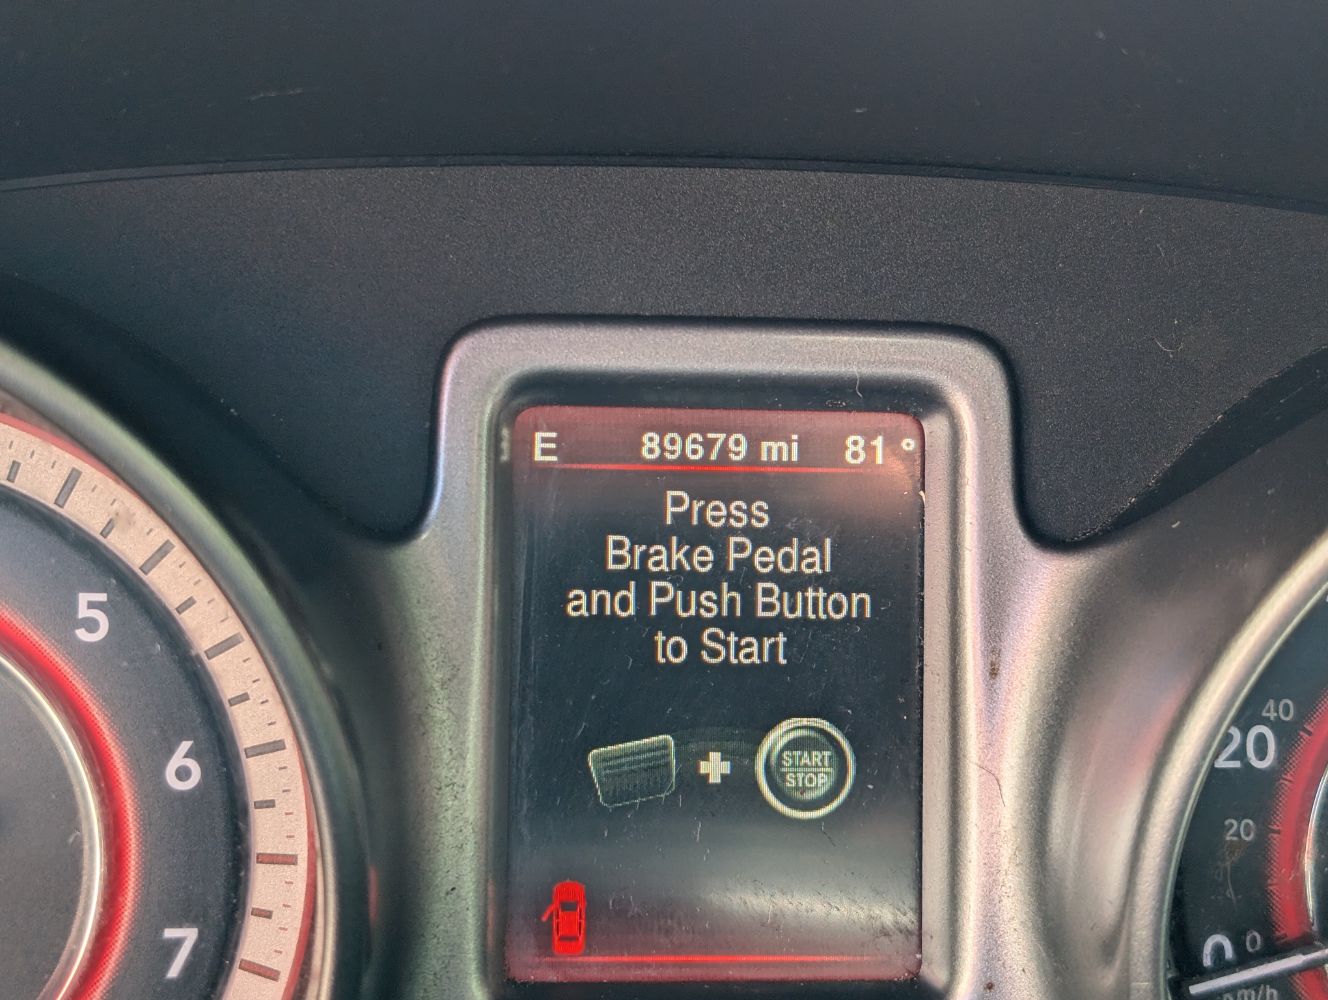 E 89679 mi 81°
Press
Brake Pedal
and Push Button
to Start
START
STOP
5
6
7
40
20
20
0
0